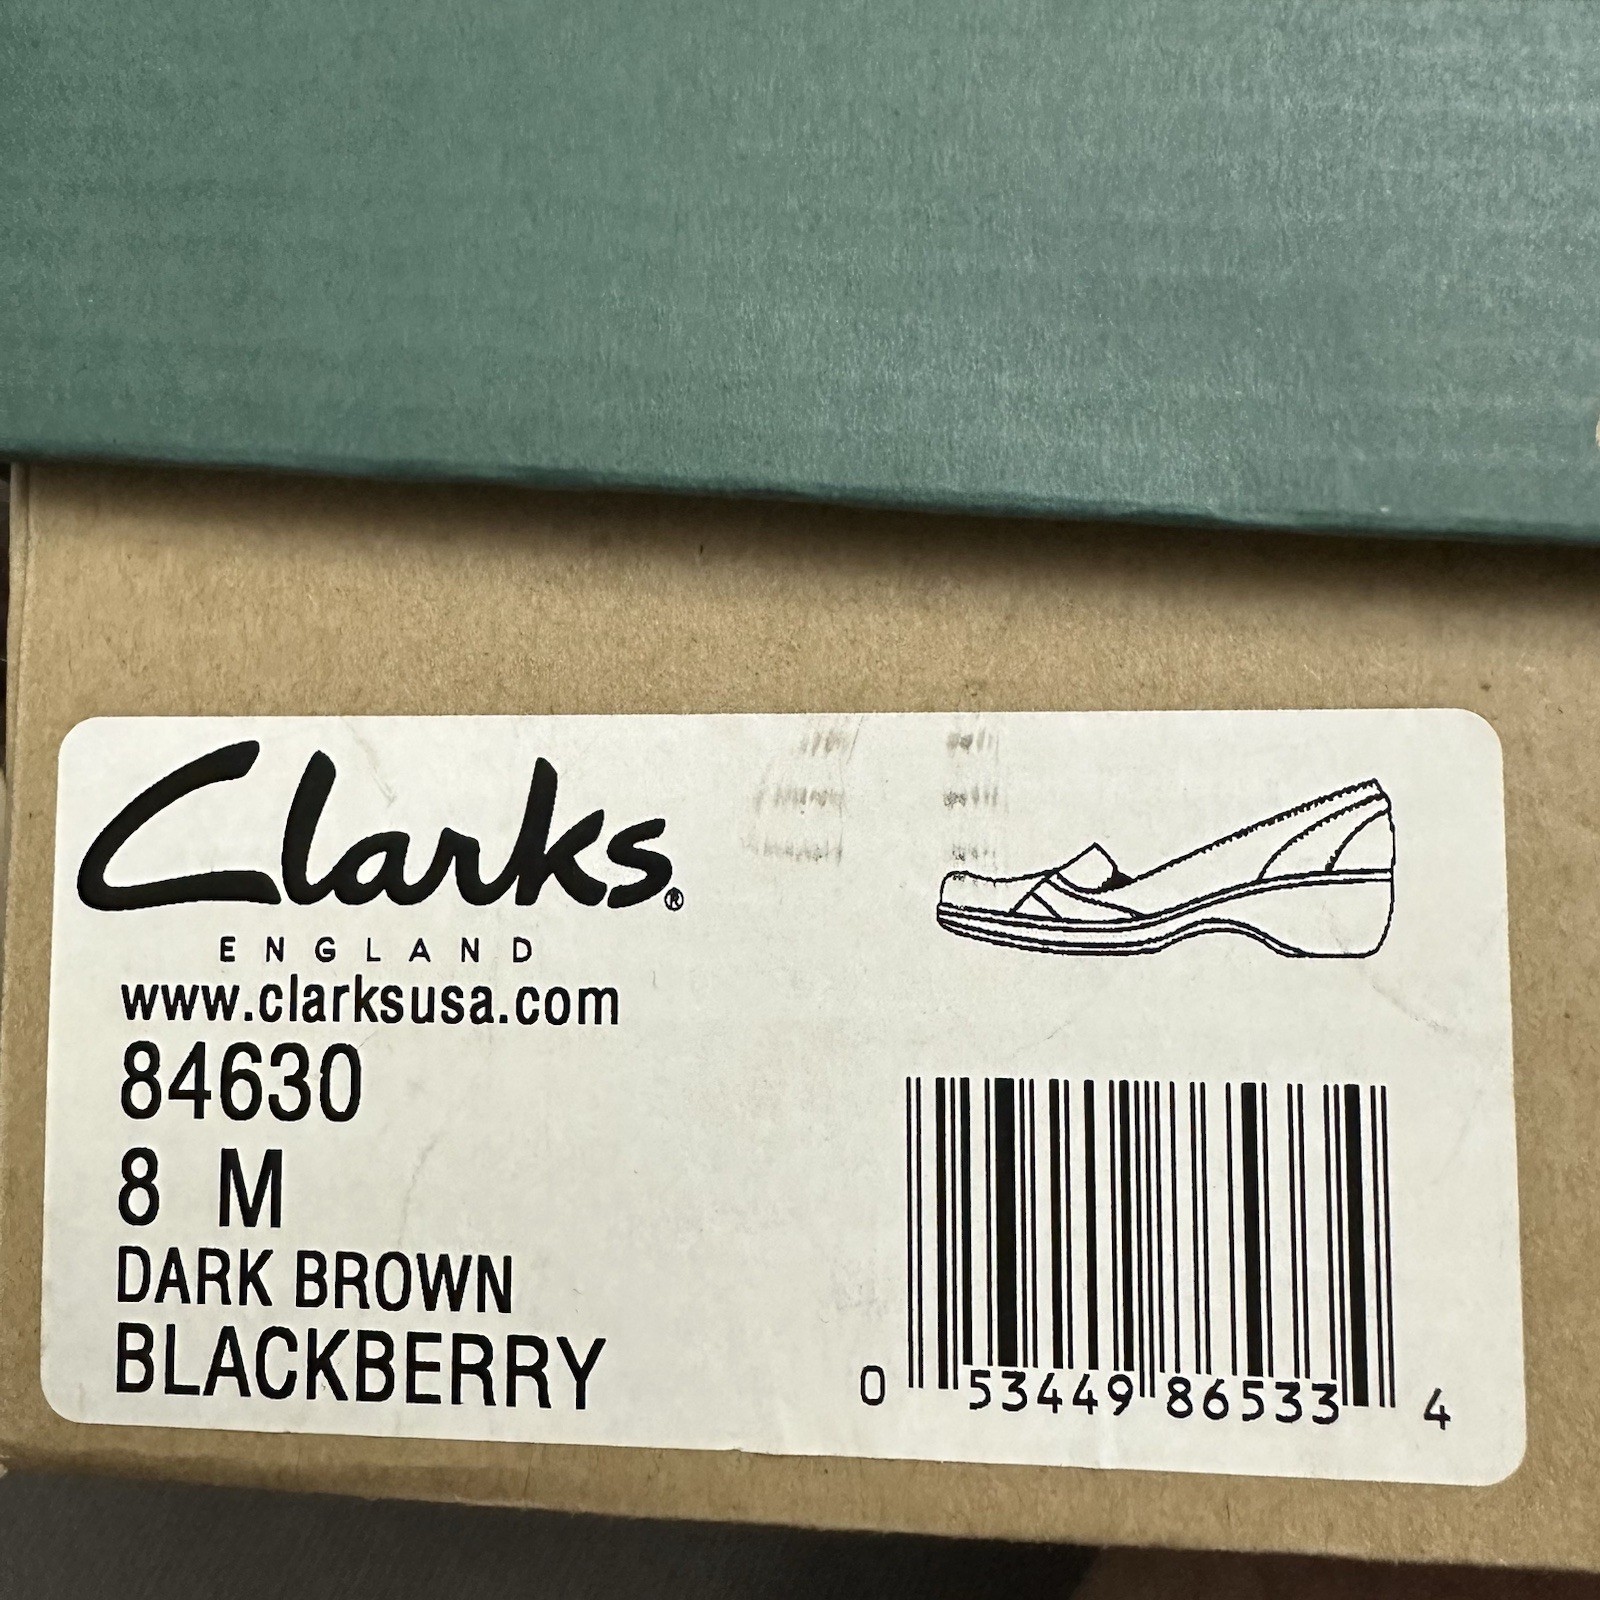 Clarks®
ENGLAND
www.clarksusa.com
84630
8 M
DARK BROWN
BLACKBERRY
0 53449 86533 4